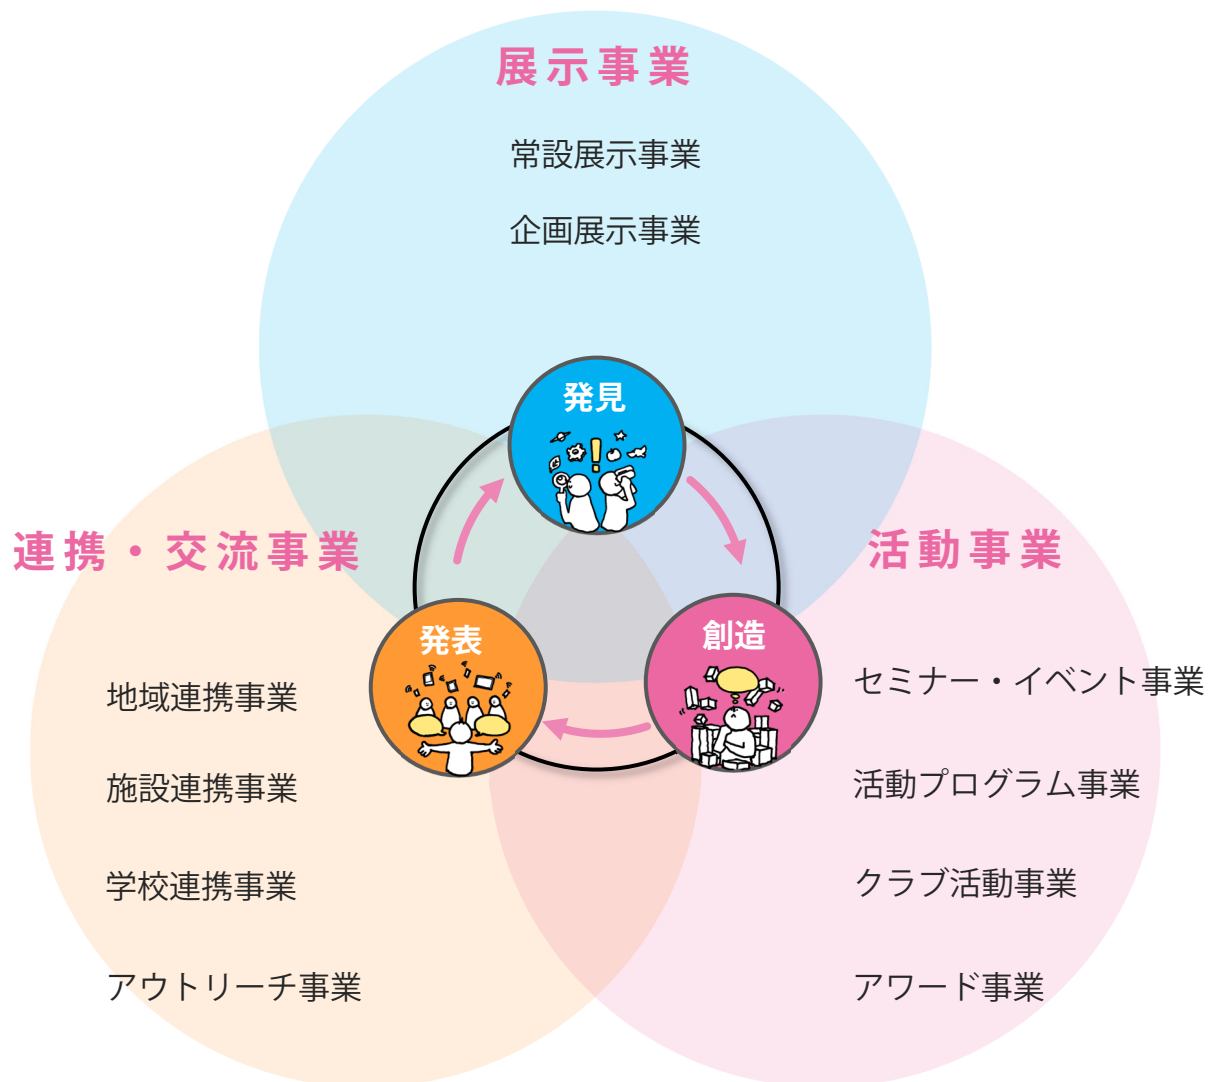 展示事業
常設展示事業
企画展示事業
発見
連携・交流事業
地域連携事業
施設連携事業
学校連携事業
アウトリーチ事業
発表
創造
活動事業
セミナー・イベント事業
活動プログラム事業
クラブ活動事業
アワード事業